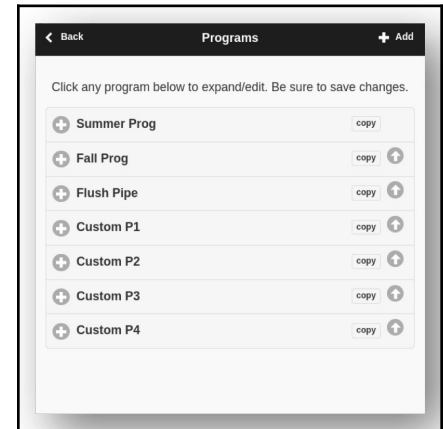 Back Programs Add
Click any program below to expand/edit. Be sure to save changes.
Summer Prog copy
Fall Prog copy
Flush Pipe copy
Custom P1 copy
Custom P2 copy
Custom P3 copy
Custom P4 copy